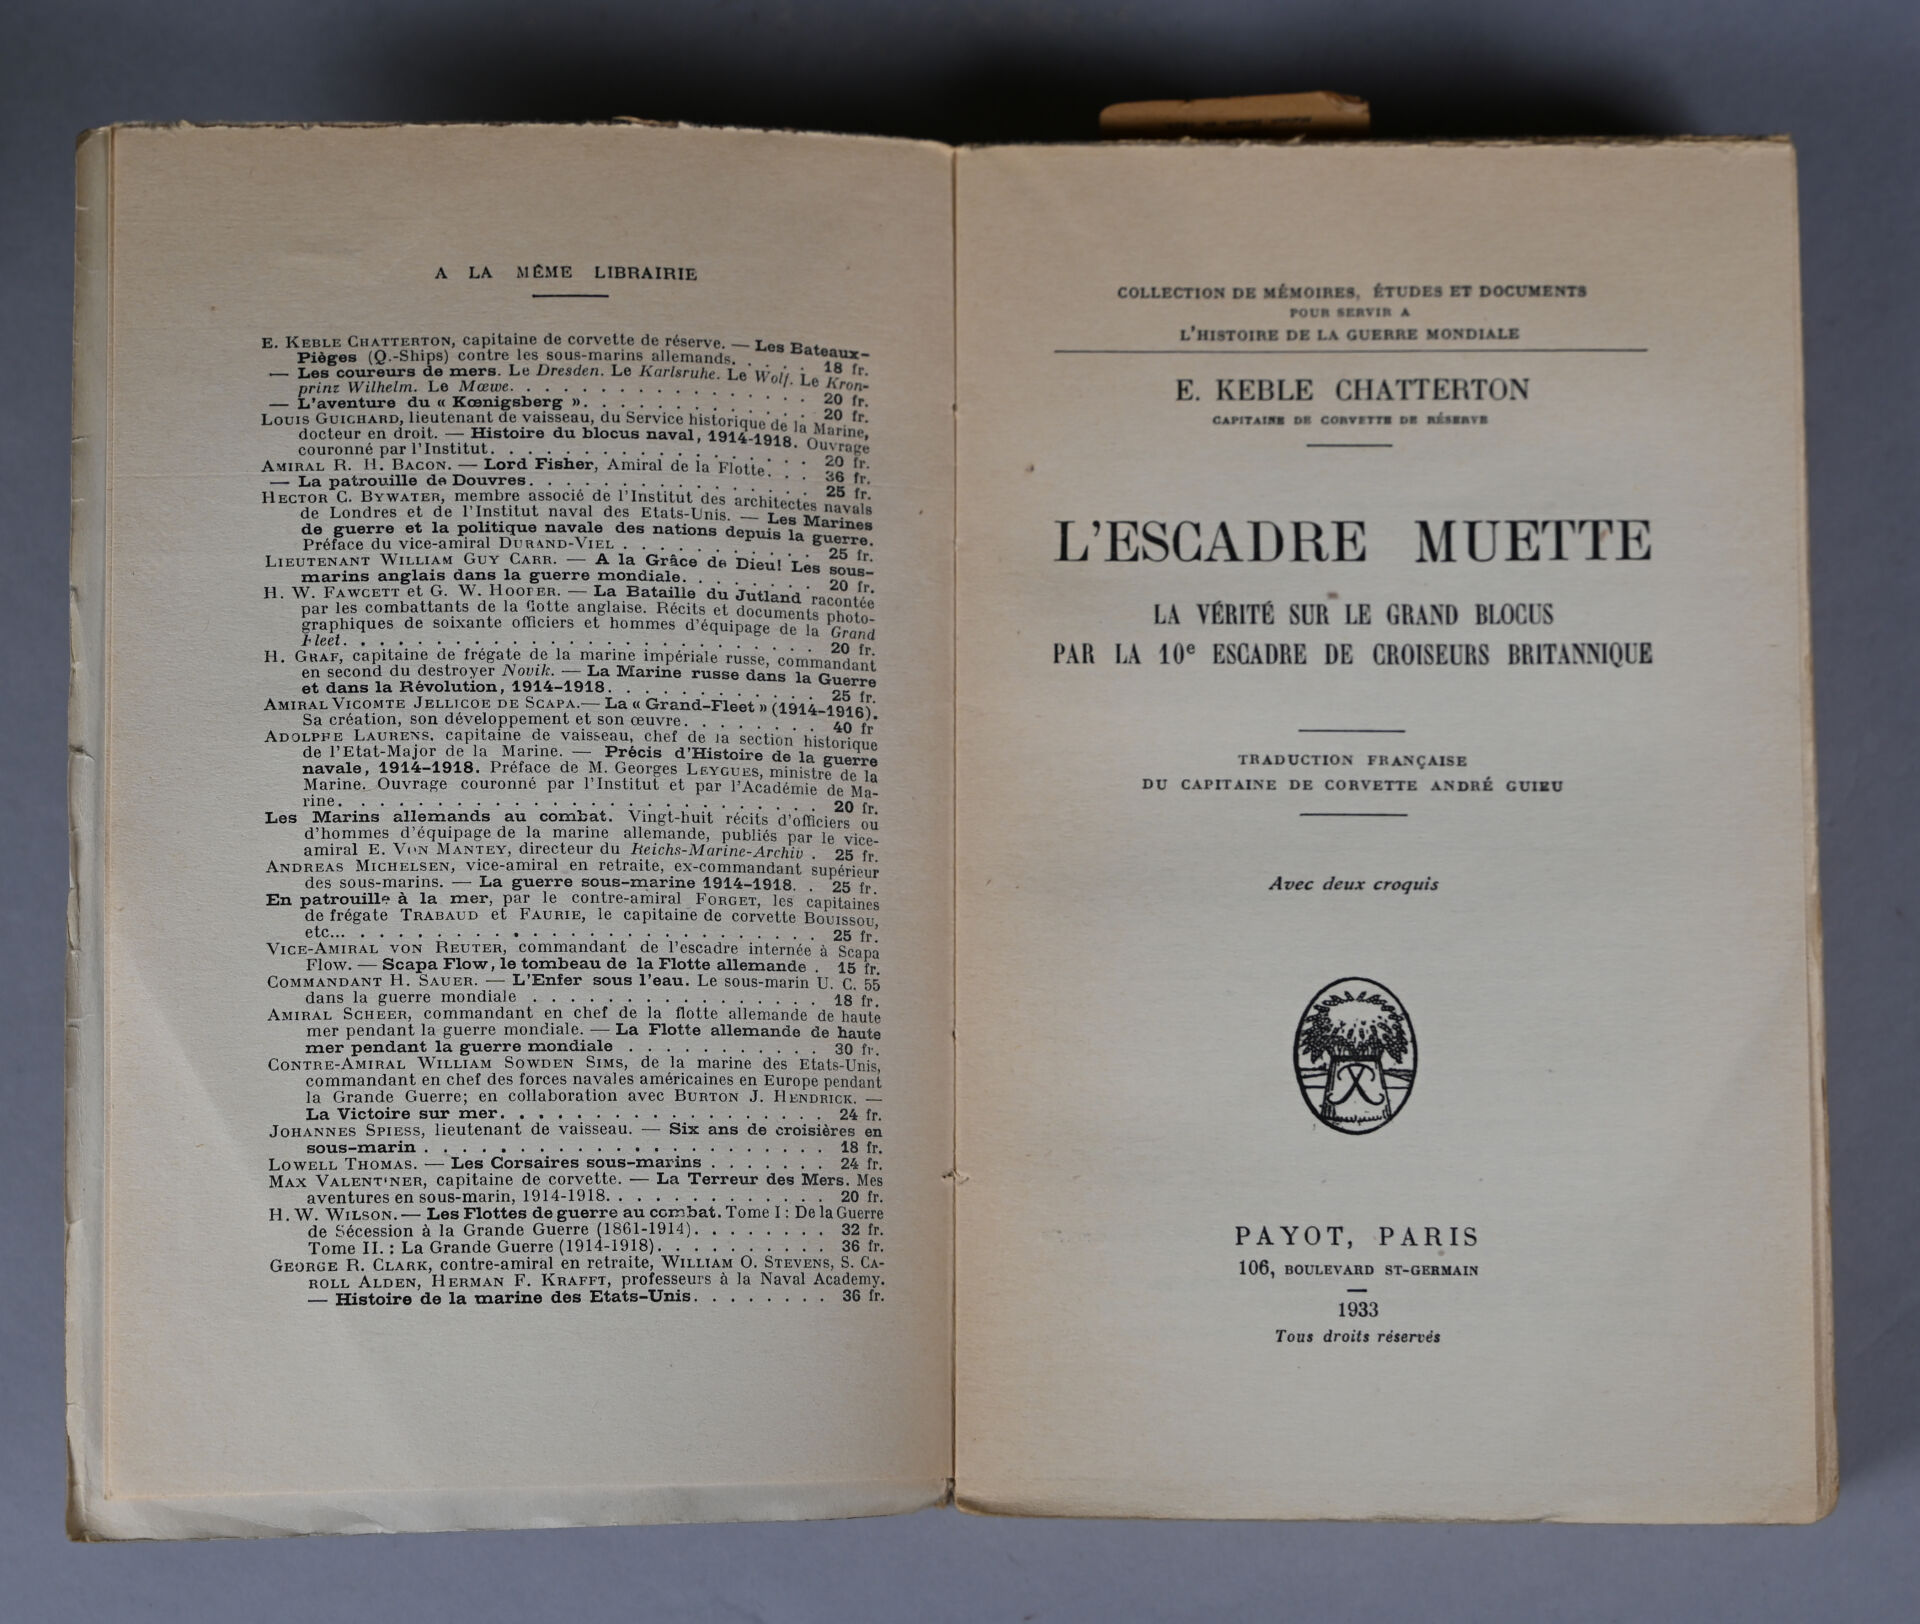 A LA MÊME LIBRAIRIE
E. KEBLE CHATTERTON, capitaine de corvette de réserve. — Les Bateaux-
Pièges (Q.-Ships) contre les sous-marins allemands. . . . 18 fr.
— Les coureurs de mers. Le Dresden. Le Karlsruhe. Le Wolf. Le Kron-
prinz Wilhelm. Le Mœwe. . . . . . . . . . . . . . 20 fr.
— L'aventure du « Kœnigsberg ». . . . . . . . . . . . 20 fr.
LOUIS GUICHARD, lieutenant de vaisseau, du Service historique de la Marine,
docteur en droit. — Histoire du blocus naval, 1914-1918. Ouvrage
couronné par l'Institut. . . . . . . . . . . . . . . 20 fr.
AMIRAL R. H. BACON. — Lord Fisher, Amiral de la Flotte. . . 36 fr.
— La patrouille de Douvres. . . . . . . . . . . . . 25 fr.
HECTOR C. BYWATER, membre associé de l'Institut des architectes navals
de Londres et de l'Institut naval des Etats-Unis. — Les Marines
de guerre et la politique navale des nations depuis la guerre.
Préface du vice-amiral DURAND-VIEL . . . . . . . . . 25 fr.
LIEUTENANT WILLIAM GUY CARR. — A la Grâce de Dieu! Les sous-
marins anglais dans la guerre mondiale. . . . . . . . 20 fr.
H. W. FAWCETT et G. W. HOOPER. — La Bataille du Jutland racontée
par les combattants de la flotte anglaise. Récits et documents photo-
graphiques de soixante officiers et hommes d'équipage de la Grand
Fleet. . . . . . . . . . . . . . . . . . . . . . 20 fr.
H. GRAF, capitaine de frégate de la marine impériale russe, commandant
en second du destroyer Novik. — La Marine russe dans la Guerre
et dans la Révolution, 1914-1918. . . . . . . . . . . 25 fr.
AMIRAL VICOMTE JELLICOE DE SCAPA.— La « Grand-Fleet » (1914-1916).
Sa création, son développement et son œuvre. . . . . . . 40 fr
ADOLPHE LAURENS. capitaine de vaisseau, chef de la section historique
de l'Etat-Major de la Marine. — Précis d'Histoire de la guerre
navale, 1914-1918. Préface de M. Georges LEYGUES, ministre de la
Marine. Ouvrage couronné par l'Institut et par l'Académie de Ma-
rine. . . . . . . . . . . . . . . . . . . . . . 20 fr.
Les Marins allemands au combat. Vingt-huit récits d'officiers ou
d'hommes d'équipage de la marine allemande, publiés par le vice-
amiral E. VON MANTEY, directeur du Reichs-Marine-Archiv . 25 fr.
ANDREAS MICHELSEN, vice-amiral en retraite, ex-commandant supérieur
des sous-marins. — La guerre sous-marine 1914-1918. . 25 fr.
En patrouille à la mer, par le contre-amiral FORGET, les capitaines
de frégate TRABAUD et FAURIE, le capitaine de corvette BOUISSOU,
etc... . . . . . . . . . . . . . . . . . . . . . 25 fr.
VICE-AMIRAL VON REUTER, commandant de l'escadre internée à Scapa
Flow. — Scapa Flow, le tombeau de la Flotte allemande . 15 fr.
COMMANDANT H. SAUER. — L'Enfer sous l'eau. Le sous-marin U. C. 55
dans la guerre mondiale . . . . . . . . . . . . . . 18 fr.
AMIRAL SCHEER, commandant en chef de la flotte allemande de haute
mer pendant la guerre mondiale. — La Flotte allemande de haute
mer pendant la guerre mondiale . . . . . . . . . . . 30 fr.
CONTRE-AMIRAL WILLIAM SOWDEN SIMS, de la marine des Etats-Unis,
commandant en chef des forces navales américaines en Europe pendant
la Grande Guerre; en collaboration avec BURTON J. HENDRICK. —
La Victoire sur mer. . . . . . . . . . . . . . . . 24 fr.
JOHANNES SPIESS, lieutenant de vaisseau. — Six ans de croisières en
sous-marin . . . . . . . . . . . . . . . . . . . 18 fr.
LOWELL THOMAS. — Les Corsaires sous-marins . . . . . . . 24 fr.
MAX VALENTINER, capitaine de corvette. — La Terreur des Mers. Mes
aventures en sous-marin, 1914-1918. . . . . . . . . . . 20 fr.
H. W. WILSON. — Les Flottes de guerre au combat. Tome I : De la Guerre
de Sécession à la Grande Guerre (1861-1914). . . . . . . . 32 fr.
Tome II. : La Grande Guerre (1914-1918). . . . . . . . . . 36 fr.
GEORGE R. CLARK, contre-amiral en retraite, WILLIAM O. STEVENS, S. CA-
ROLL ALDEN, HERMAN F. KRAFFT, professeurs à la Naval Academy.
— Histoire de la marine des Etats-Unis. . . . . . . . 36 fr.
COLLECTION DE MÉMOIRES, ÉTUDES ET DOCUMENTS
POUR SERVIR A
L'HISTOIRE DE LA GUERRE MONDIALE
E. KEBLE CHATTERTON
CAPITAINE DE CORVETTE DE RÉSERVE
L'ESCADRE MUETTE
LA VÉRITÉ SUR LE GRAND BLOCUS
PAR LA 10e ESCADRE DE CROISEURS BRITANNIQUE
TRADUCTION FRANÇAISE
DU CAPITAINE DE CORVETTE ANDRÉ GUIEU
Avec deux croquis
PAYOT, PARIS
106, BOULEVARD ST-GERMAIN
1933
Tous droits réservés